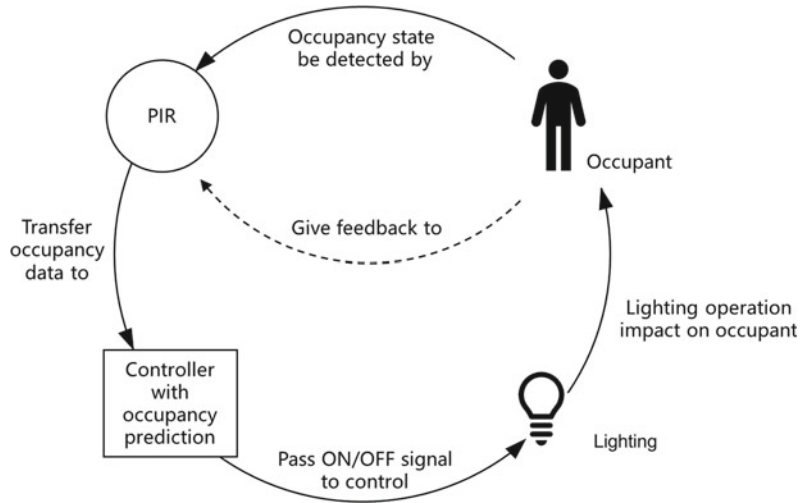 Occupancy state
be detected by
PIR
Occupant
Transfer
occupancy
data to
Give feedback to
Lighting operation
impact on occupant
Controller
with
occupancy
prediction
Pass ON/OFF signal
to control
Lighting